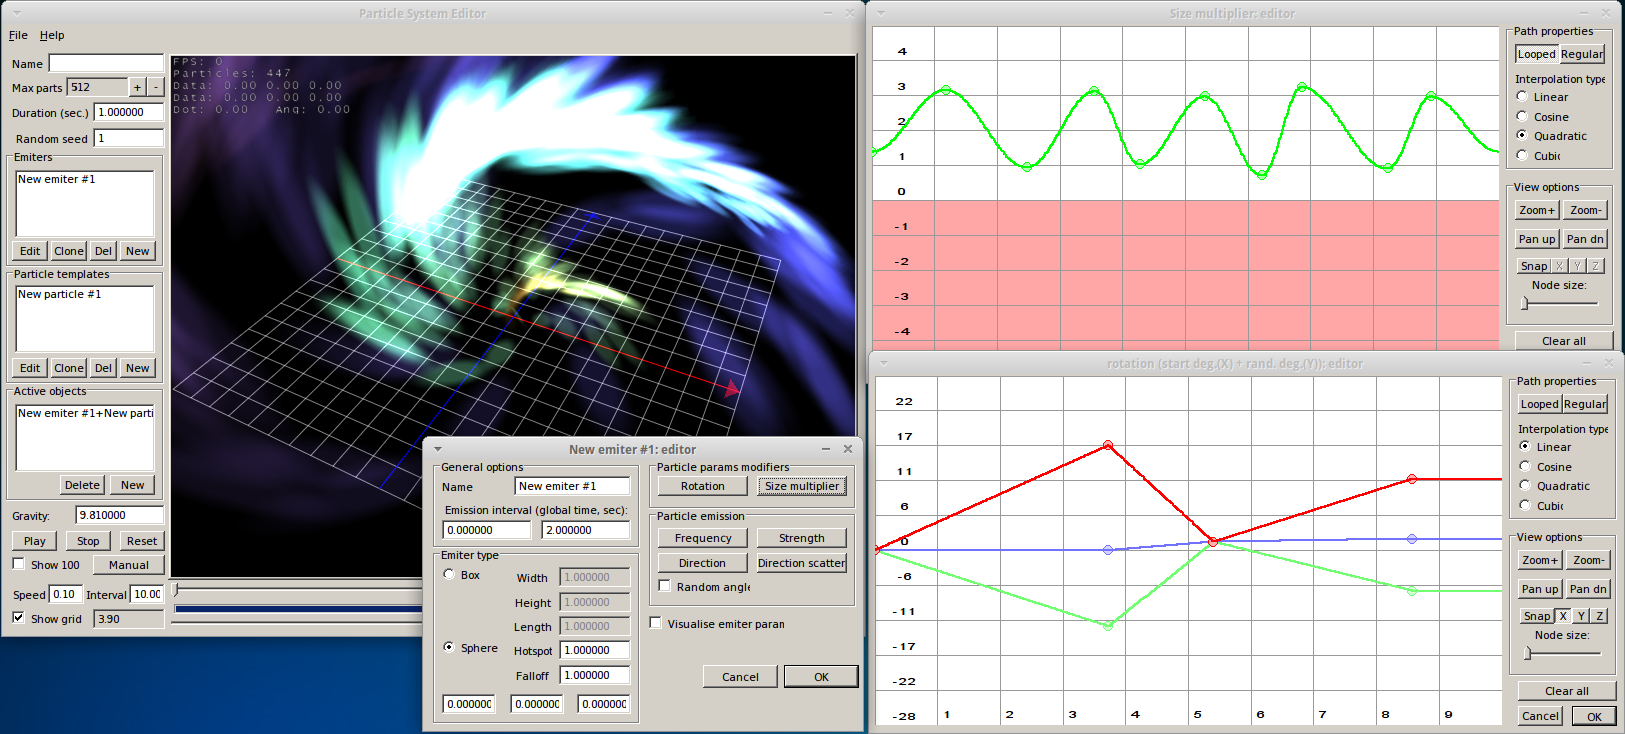 Particle System Editor
File Help
Name
Max parts 512 + -
Duration (sec.) 1.000000
Random seed 1
Emiters
New emiter #1
Edit Clone Del New
Particle templates
New particle #1
Edit Clone Del New
Active objects
New emiter #1+New parti
Delete New
Gravity: 9.810000
Play Stop Reset
Show 100 Manual
Speed 0.10 Interval 10.00
Show grid 3.90
FPS: 0
Particles: 447
Data: 0.00 0.00 0.00
Data: 0.00 0.00 0.00
Dot: 0.00 Ang: 0.00
New emiter #1: editor
General options
Name New emiter #1
Emission interval (global time, sec):
0.000000 2.000000
Emiter type
Box Width 1.000000
Height 1.000000
Length 1.000000
Sphere Hotspot 1.000000
Falloff 1.000000
0.000000 0.000000 0.000000
Particle params modifiers
Rotation Size multiplier
Particle emission
Frequency Strength
Direction Direction scatter
Random angle
Visualise emiter param
Cancel OK
Size multiplier: editor
4
3
2
1
0
-1
-2
-3
-4
Path properties
Looped Regular
Interpolation type
Linear
Cosine
Quadratic
Cubic
View options
Zoom+ Zoom-
Pan up Pan dn
Snap X Y Z
Node size:
Clear all
rotation (start deg.(X) + rand. deg.(Y)): editor
22
17
11
6
0
-6
-11
-17
-22
-28 1 2 3 4 5 6 7 8 9
Path properties
Looped Regular
Interpolation type
Linear
Cosine
Quadratic
Cubic
View options
Zoom+ Zoom-
Pan up Pan dn
Snap X Y Z
Node size:
Clear all
Cancel OK